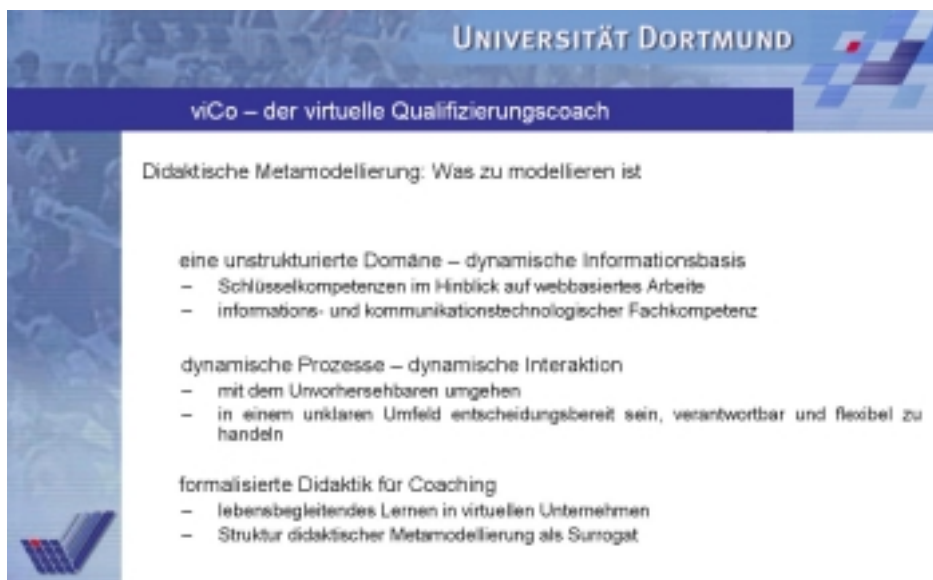 UNIVERSITÄT DORTMUND
viCo – der virtuelle Qualifizierungscoach
Didaktische Metamodellierung: Was zu modellieren ist
eine unstrukturierte Domäne – dynamische Informationsbasis
– Schlüsselkompetenzen im Hinblick auf webbasiertes Arbeite
– informations- und kommunikationstechnologischer Fachkompetenz
dynamische Prozesse – dynamische Interaktion
– mit dem Unvorhersehbaren umgehen
– in einem unklaren Umfeld entscheidungsbereit sein, verantwortbar und flexibel zu
handeln
formalisierte Didaktik für Coaching
– lebensbegleitendes Lernen in virtuellen Unternehmen
– Struktur didaktischer Metamodellierung als Surrogat